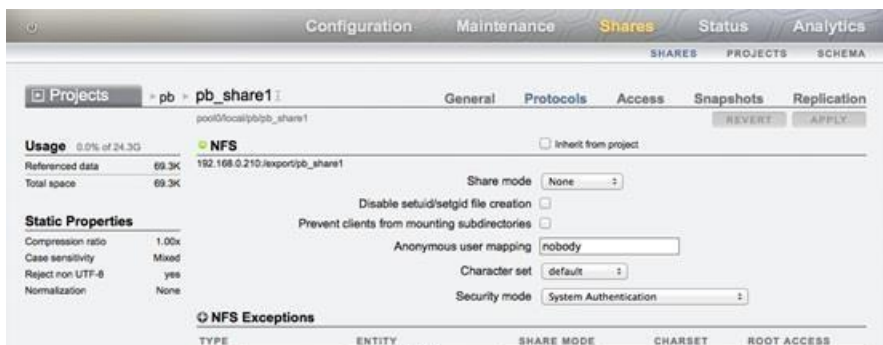 Configuration Maintenance Shares Status Analytics
SHARES PROJECTS SCHEMA
Projects pb pb_share1 General Protocols Access Snapshots Replication
pool0/local/pb/pb_share1 REVERT APPLY
Usage 0.0% of 24.3G NFS Inherit from project
Referenced data 69.3K 192.168.0.210:/export/pb_share1
Total space 69.3K Share mode None
Disable setuid/setgid file creation
Static Properties Prevent clients from mounting subdirectories
Compression ratio 1.00x Anonymous user mapping nobody
Case sensitivity Mixed
Reject non UTF-8 yes Character set default
Normalization None Security mode System Authentication
NFS Exceptions
TYPE ENTITY SHARE MODE CHARSET ROOT ACCESS